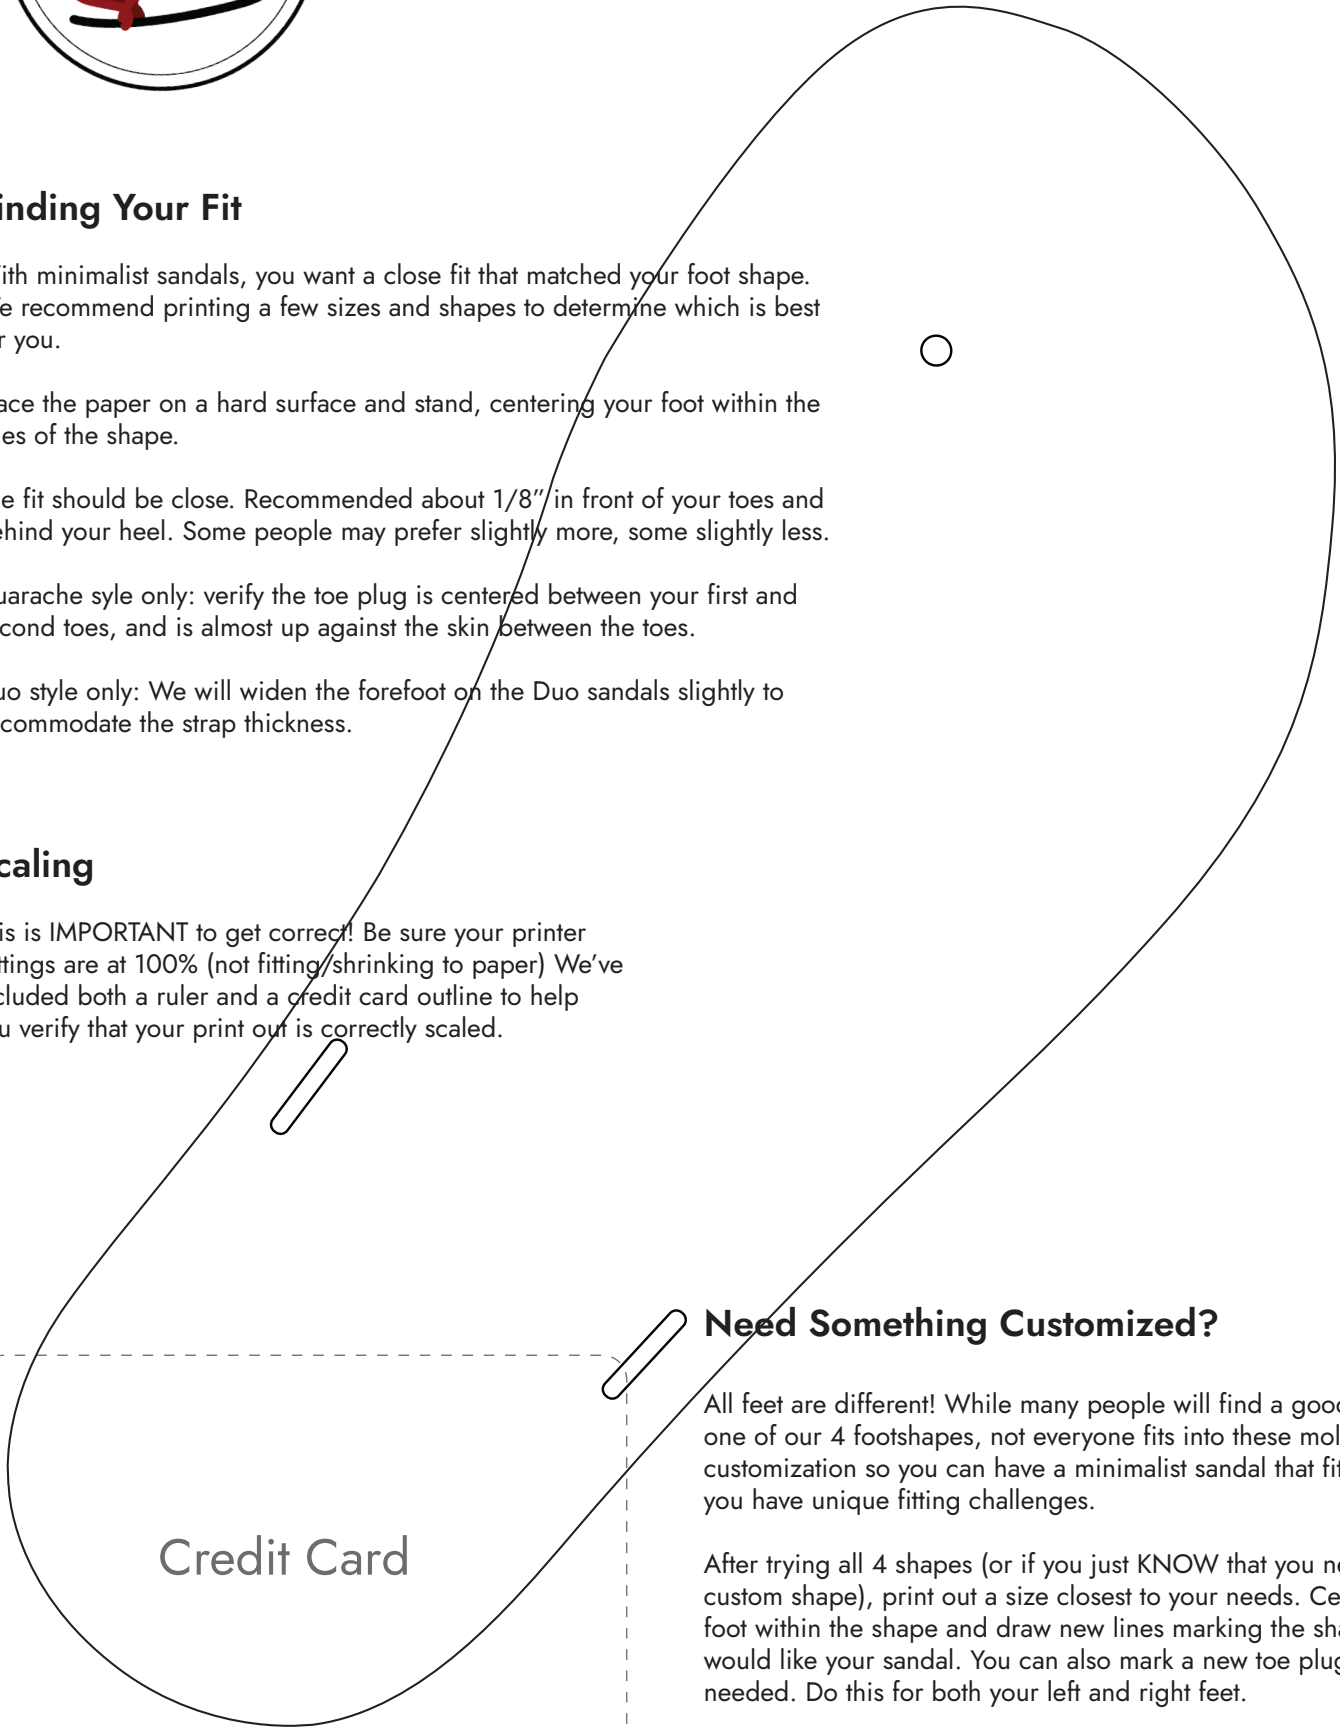 inding Your Fit
ith minimalist sandals, you want a close fit that matched your foot shape.
e recommend printing a few sizes and shapes to determine which is best
r you.
ace the paper on a hard surface and stand, centering your foot within the
es of the shape.
e fit should be close. Recommended about 1/8” in front of your toes and
ehind your heel. Some people may prefer slightly more, some slightly less.
uarache syle only: verify the toe plug is centered between your first and
cond toes, and is almost up against the skin between the toes.
uo style only: We will widen the forefoot on the Duo sandals slightly to
commodate the strap thickness.
caling
is is IMPORTANT to get correct! Be sure your printer
ttings are at 100% (not fitting/shrinking to paper) We’ve
cluded both a ruler and a credit card outline to help
u verify that your print out is correctly scaled.
Need Something Customized?
All feet are different! While many people will find a good
one of our 4 footshapes, not everyone fits into these mol
customization so you can have a minimalist sandal that fit
you have unique fitting challenges.
Credit Card
After trying all 4 shapes (or if you just KNOW that you ne
custom shape), print out a size closest to your needs. Ce
foot within the shape and draw new lines marking the sha
would like your sandal. You can also mark a new toe plug
needed. Do this for both your left and right feet.